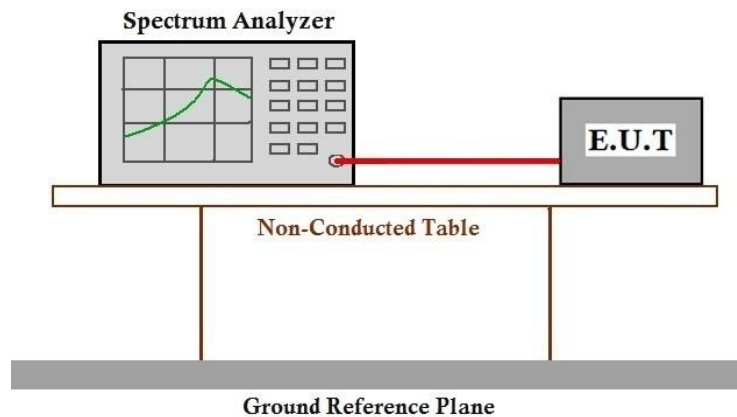 Spectrum Analyzer
E.U.T
Non-Conducted Table
Ground Reference Plane